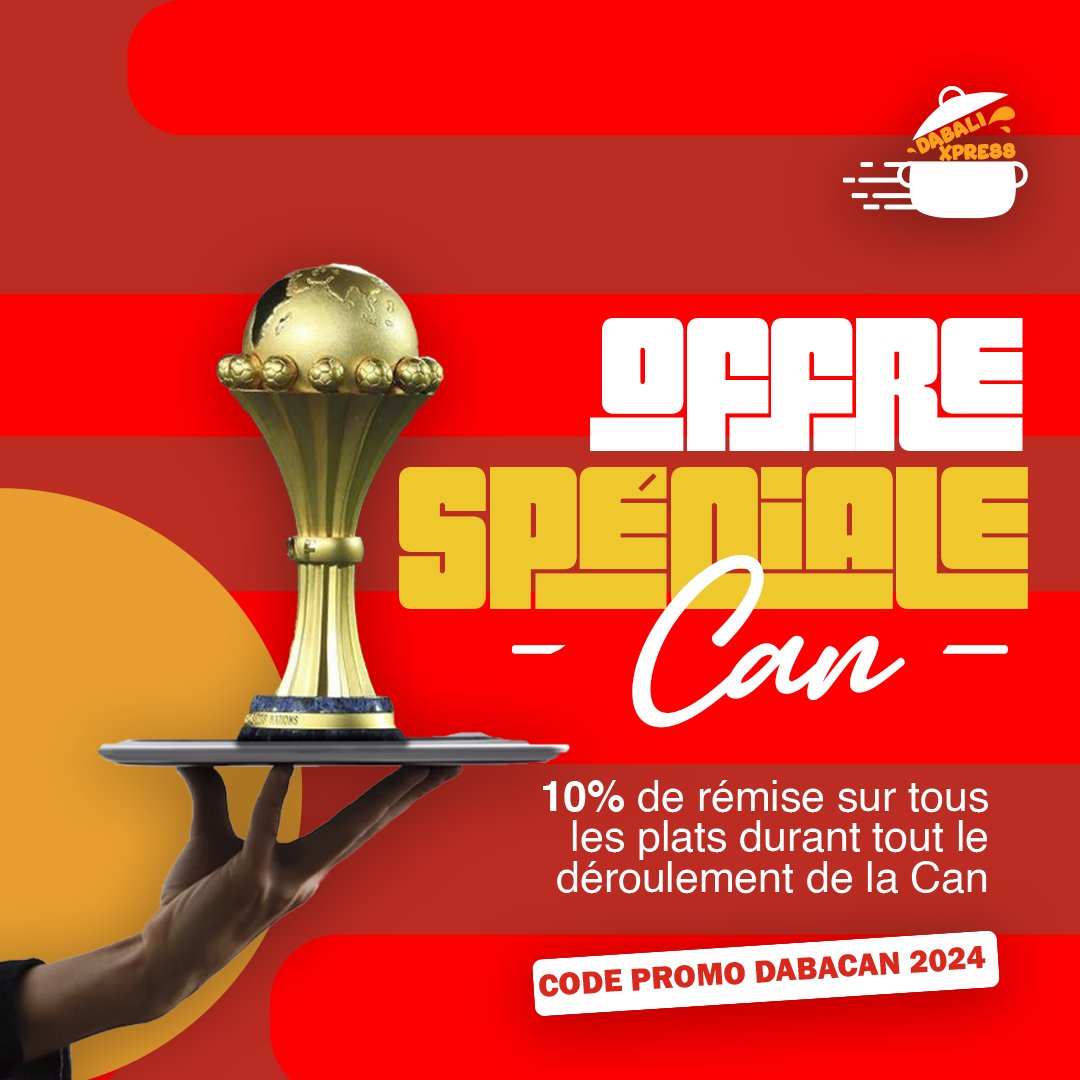 DABALI
XPRESS
OFFRE
SPÉNIALE
Can
NATIONS
10% de rémise sur tous
les plats durant tout le
déroulement de la Can
CODE PROMO DABACAN 2024